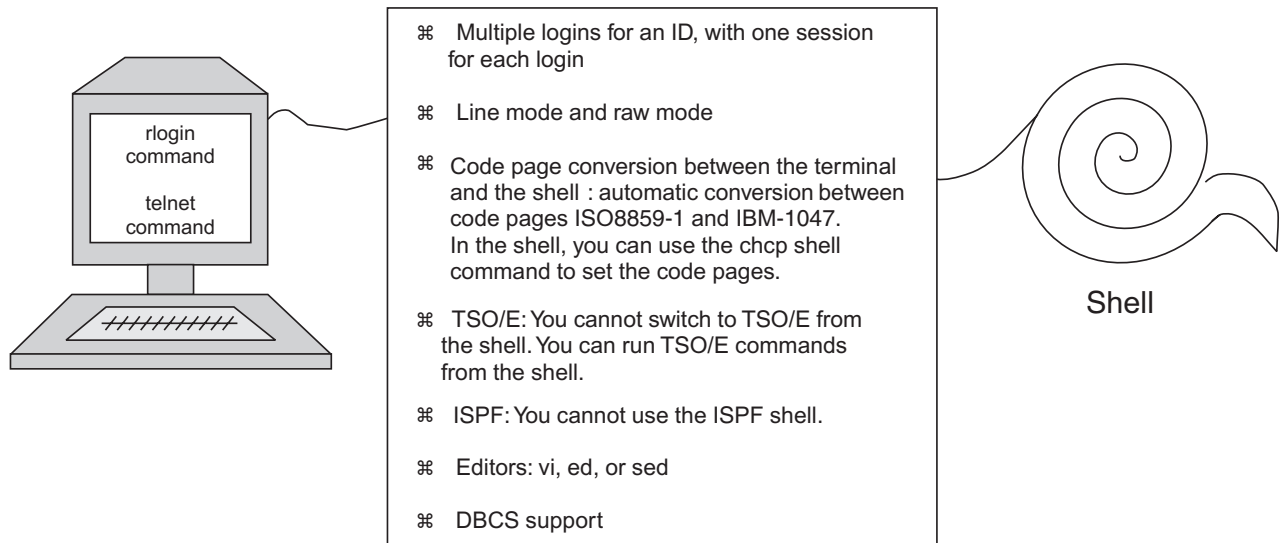 rlogin
command
telnet
command
⌘ Multiple logins for an ID, with one session
for each login
⌘ Line mode and raw mode
⌘ Code page conversion between the terminal
and the shell : automatic conversion between
code pages ISO8859-1 and IBM-1047.
In the shell, you can use the chcp shell
command to set the code pages.
⌘ TSO/E: You cannot switch to TSO/E from
the shell. You can run TSO/E commands
from the shell.
⌘ ISPF: You cannot use the ISPF shell.
⌘ Editors: vi, ed, or sed
⌘ DBCS support
Shell